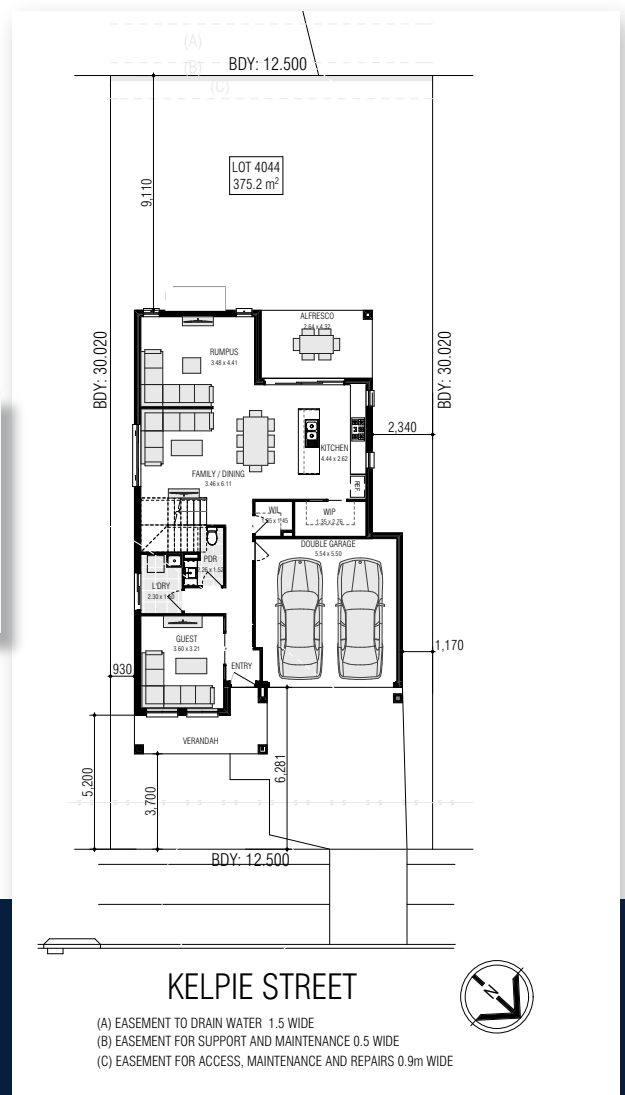 (A)
BDY: 12.500
(B)
(C)
LOT 4044
375.2 m²
9,110
BDY: 30.020
BDY: 30.020
ALFRESCO
2.64 x 4.37
RUMPUS
3.48 x 4.41
2,340
KITCHEN
4.44 x 2.62
FAMILY / DINING
3.46 x 6.11
REF.
WIL
WIP
1.35 x 2.76
DOUBLE GARAGE
5.54 x 5.50
PDR
L'DRY
GUEST
3.60 x 3.21
ENTRY
930
1,170
VERANDAH
5,200
3,700
6,281
BDY: 12.500
KELPIE STREET
N
(A) EASEMENT TO DRAIN WATER 1.5 WIDE
(B) EASEMENT FOR SUPPORT AND MAINTENANCE 0.5 WIDE
(C) EASEMENT FOR ACCESS, MAINTENANCE AND REPAIRS 0.9m WIDE